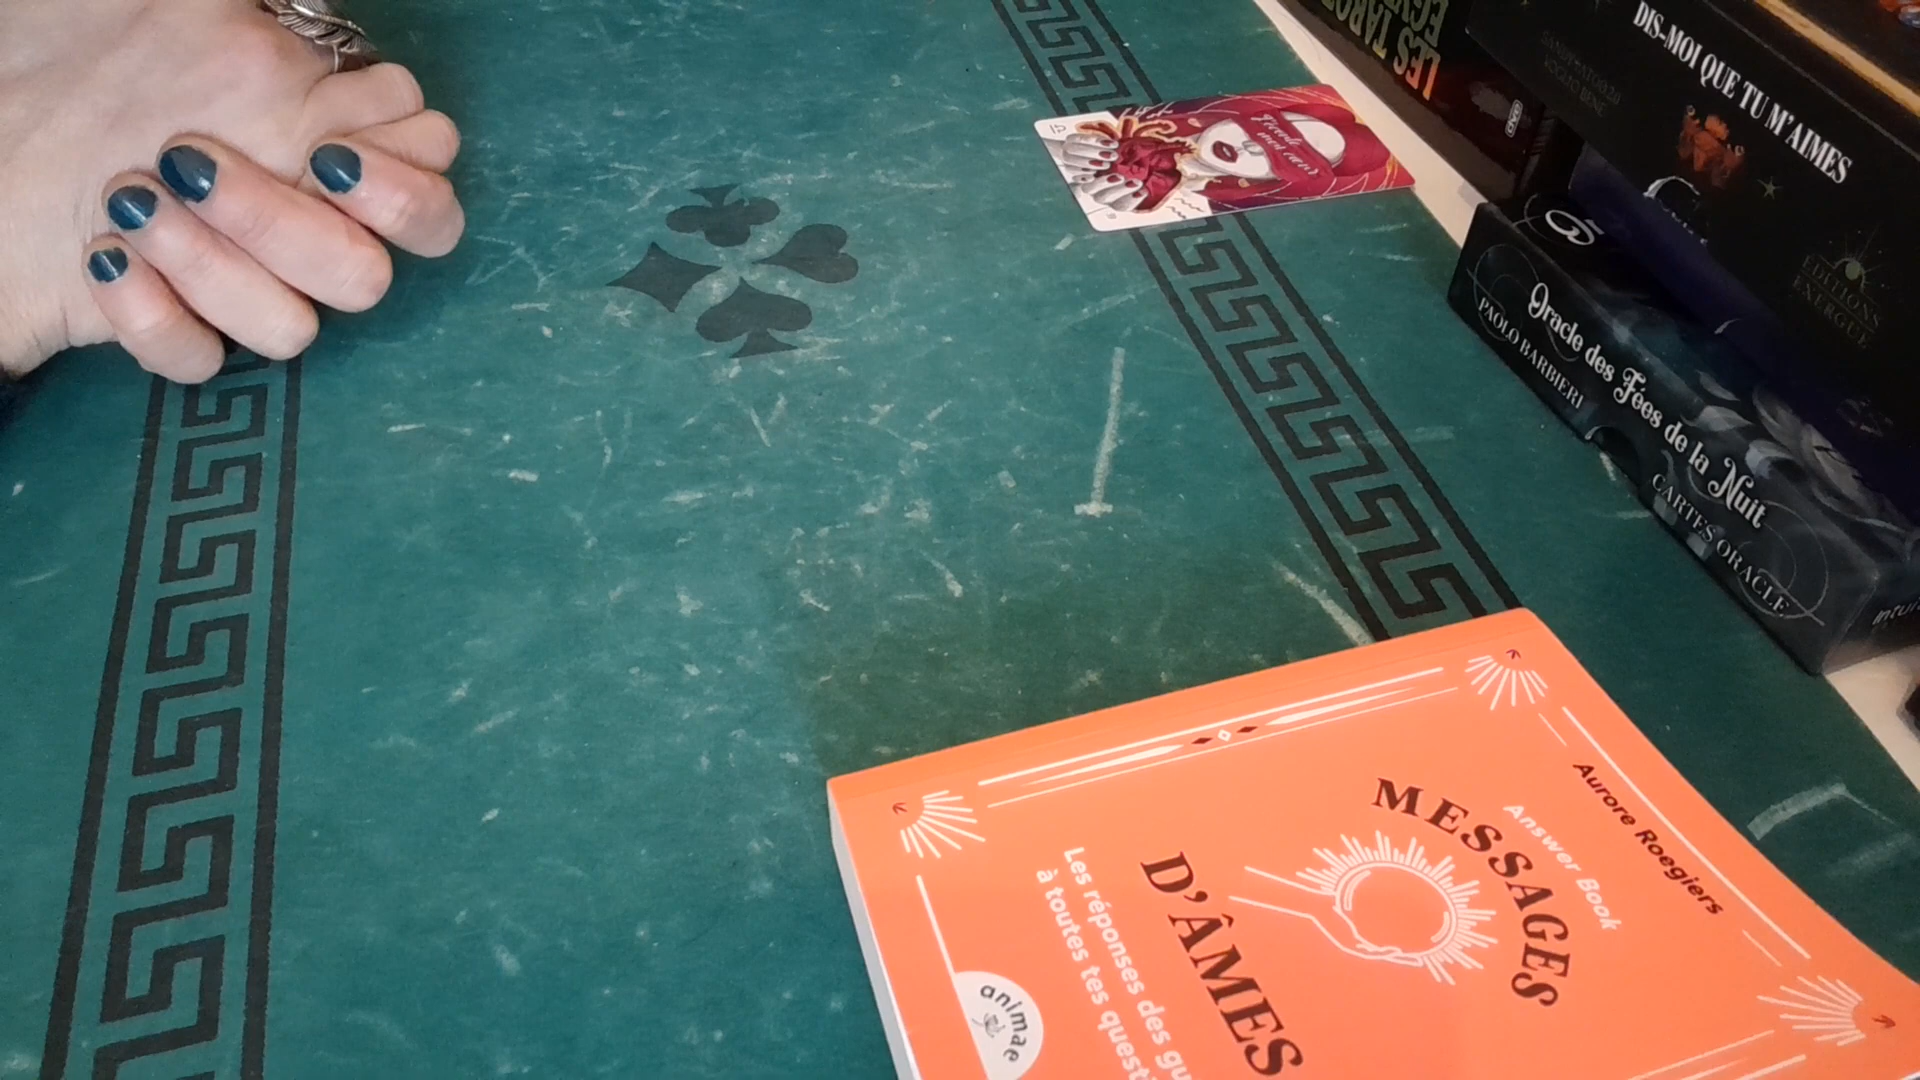 LES TAROT
DIS-MOI QUE TU M'AIMES
EDITIONS
EXERGUE
Oracle des Fées de la Nuit
PAOLO BARBIERI
CARTES ORACLE
Aurore Roegiers
Answer Book
MESSAGES
D'ÂMES
Les réponses des gu
à toutes tes questi
animae